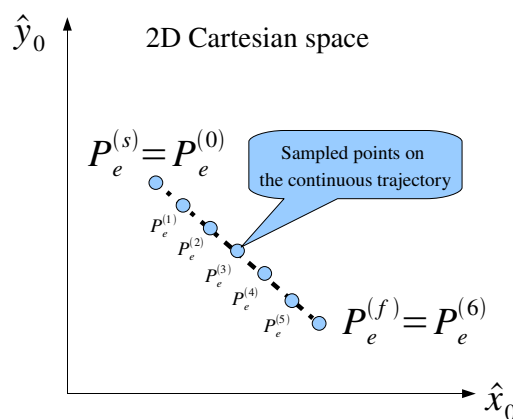 ŷ₀
2D Cartesian space
Pₑ⁽ˢ⁾=Pₑ⁽⁰⁾
Sampled points on
the continuous trajectory
Pₑ⁽¹⁾
Pₑ⁽²⁾
Pₑ⁽³⁾
Pₑ⁽⁴⁾
Pₑ⁽⁵⁾
Pₑ⁽ᶠ⁾=Pₑ⁽⁶⁾
x̂₀